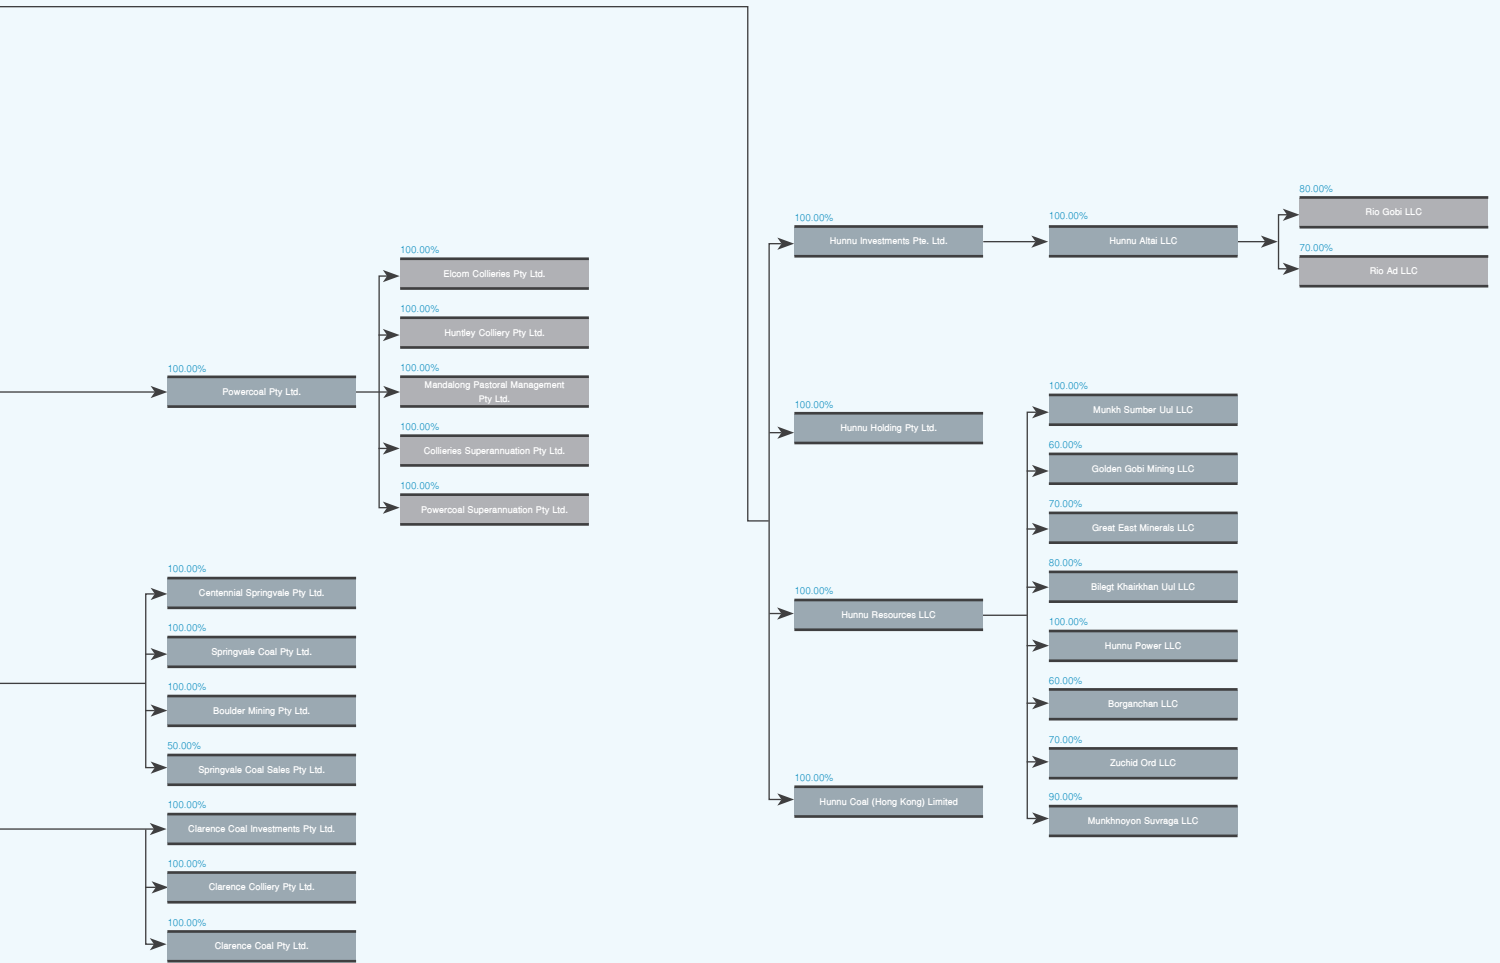 100.00%
Powercoal Pty Ltd.
100.00%
Elcom Collieries Pty Ltd.
100.00%
Huntley Colliery Pty Ltd.
100.00%
Mandalong Pastoral Management
Pty Ltd.
100.00%
Collieries Superannuation Pty Ltd.
100.00%
Powercoal Superannuation Pty Ltd.
100.00%
Centennial Springvale Pty Ltd.
100.00%
Springvale Coal Pty Ltd.
100.00%
Boulder Mining Pty Ltd.
50.00%
Springvale Coal Sales Pty Ltd.
100.00%
Clarence Coal Investments Pty Ltd.
100.00%
Clarence Colliery Pty Ltd.
100.00%
Clarence Coal Pty Ltd.
100.00%
Hunnu Investments Pte. Ltd.
100.00%
Hunnu Altai LLC
80.00%
Rio Gobi LLC
70.00%
Rio Ad LLC
100.00%
Hunnu Holding Pty Ltd.
100.00%
Hunnu Resources LLC
100.00%
Munkh Sumber Uul LLC
60.00%
Golden Gobi Mining LLC
70.00%
Great East Minerals LLC
80.00%
Bilegt Khairkhan Uul LLC
100.00%
Hunnu Power LLC
60.00%
Borganchan LLC
70.00%
Zuchid Ord LLC
90.00%
Munkhnoyon Suvraga LLC
100.00%
Hunnu Coal (Hong Kong) Limited